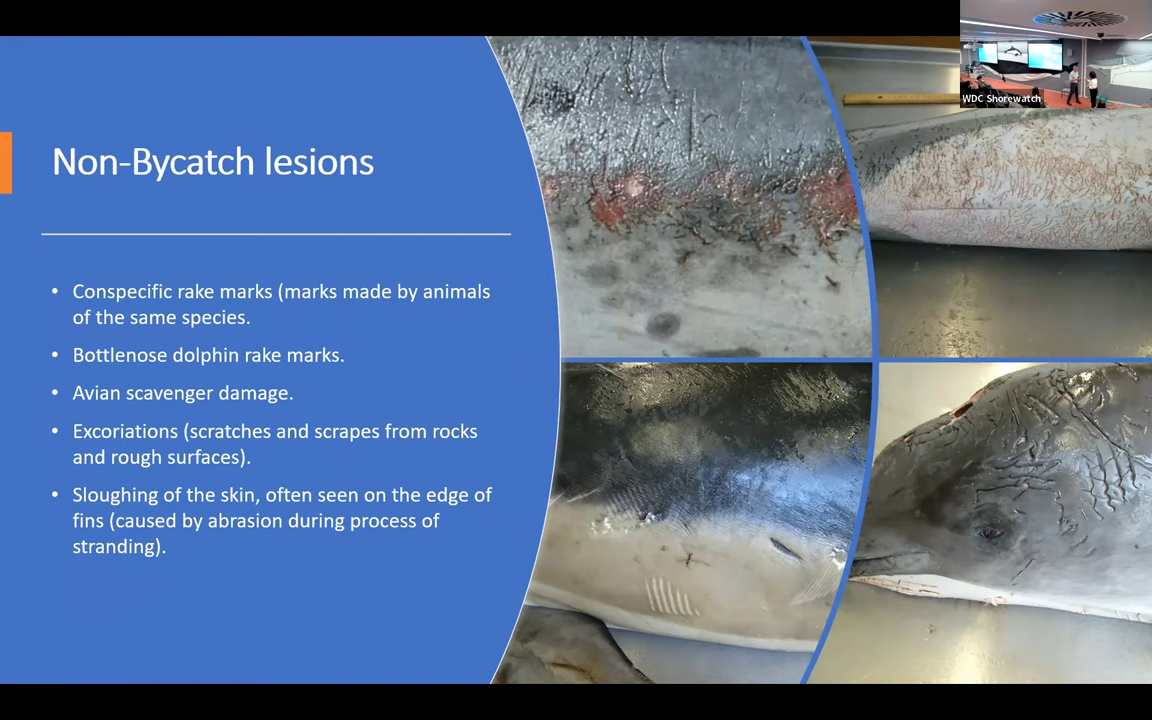 WDC Shorewatch
Non-Bycatch lesions
• Conspecific rake marks (marks made by animals
of the same species.
• Bottlenose dolphin rake marks.
• Avian scavenger damage.
• Excoriations (scratches and scrapes from rocks
and rough surfaces).
• Sloughing of the skin, often seen on the edge of
fins (caused by abrasion during process of
stranding).